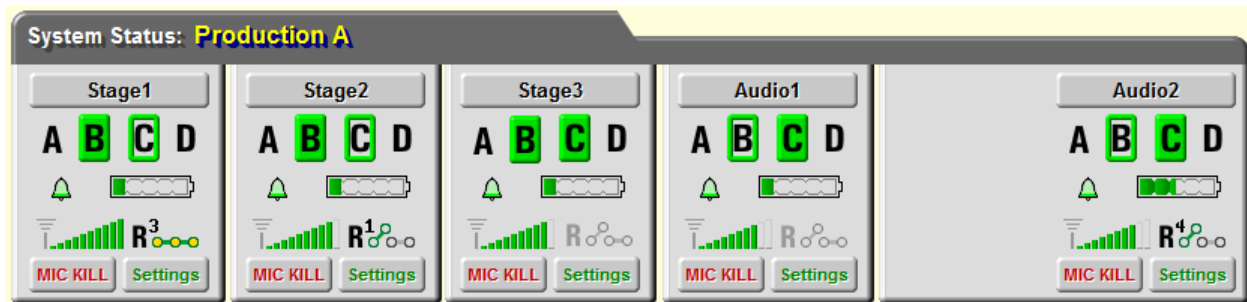 System Status: Production A
Stage1 Stage2 Stage3 Audio1 Audio2
A B C D A B C D A B C D A B C D A B C D
R3 R1 R R R4
MIC KILL Settings MIC KILL Settings MIC KILL Settings MIC KILL Settings MIC KILL Settings